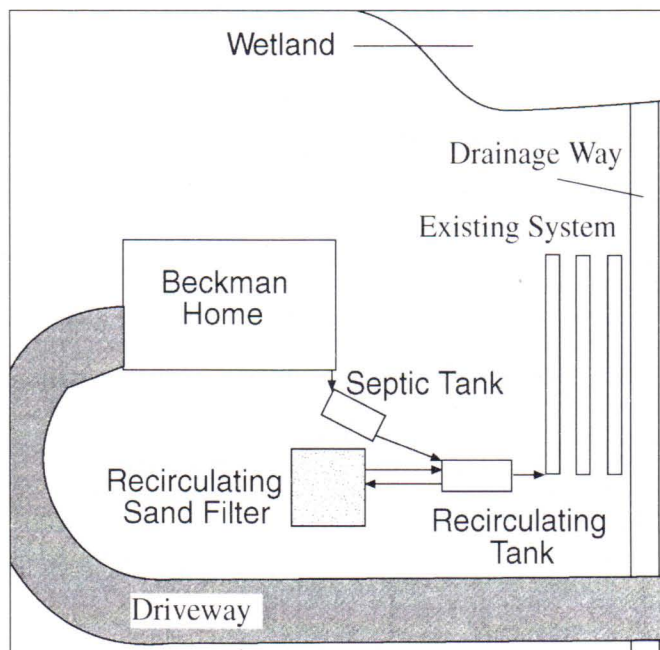 Wetland
Drainage Way
Existing System
Beckman
Home
Septic Tank
Recirculating
Sand Filter
Recirculating
Tank
Driveway